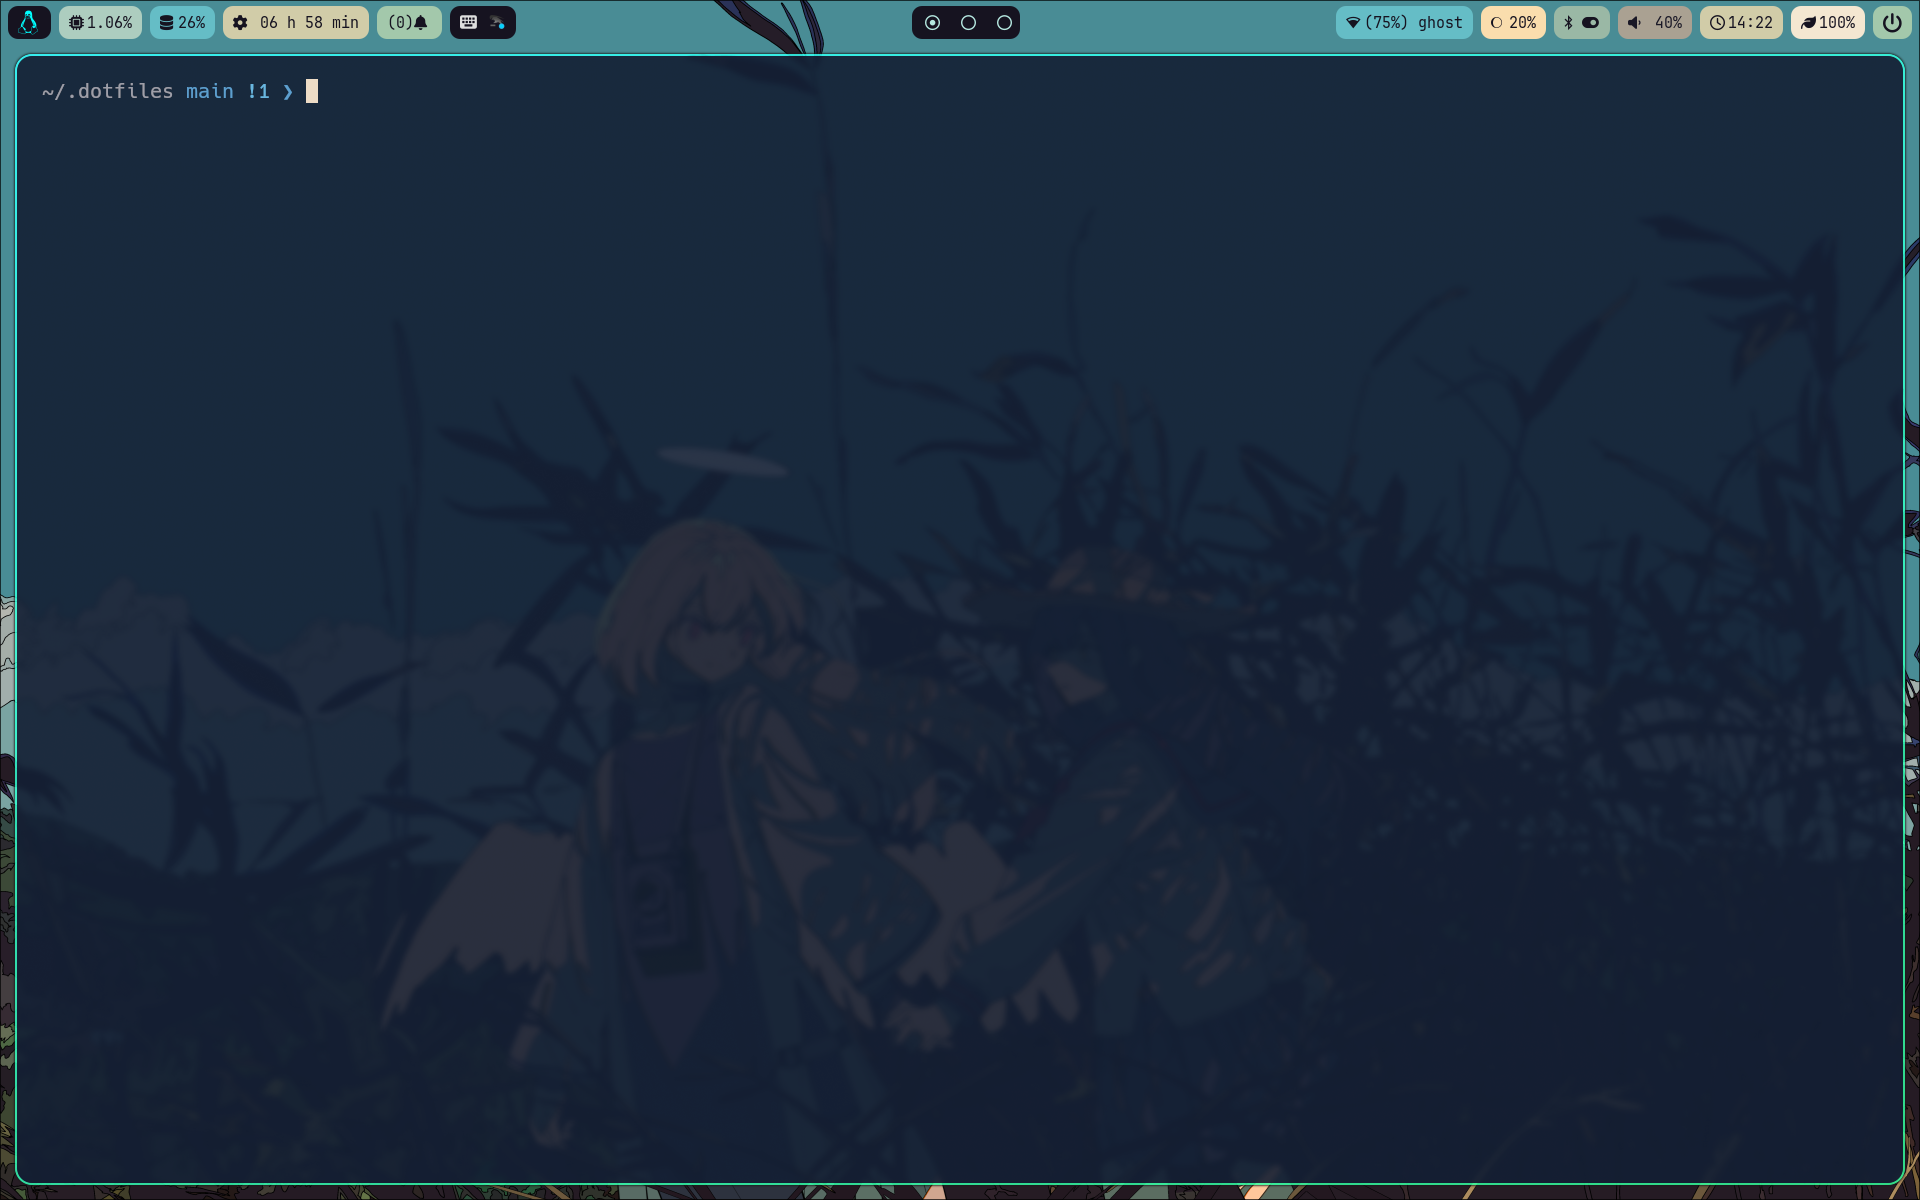 1.06% 26% 06 h 58 min (0) (75%) ghost 20% 40% 14:22 100%
~/.dotfiles main !1 ❯